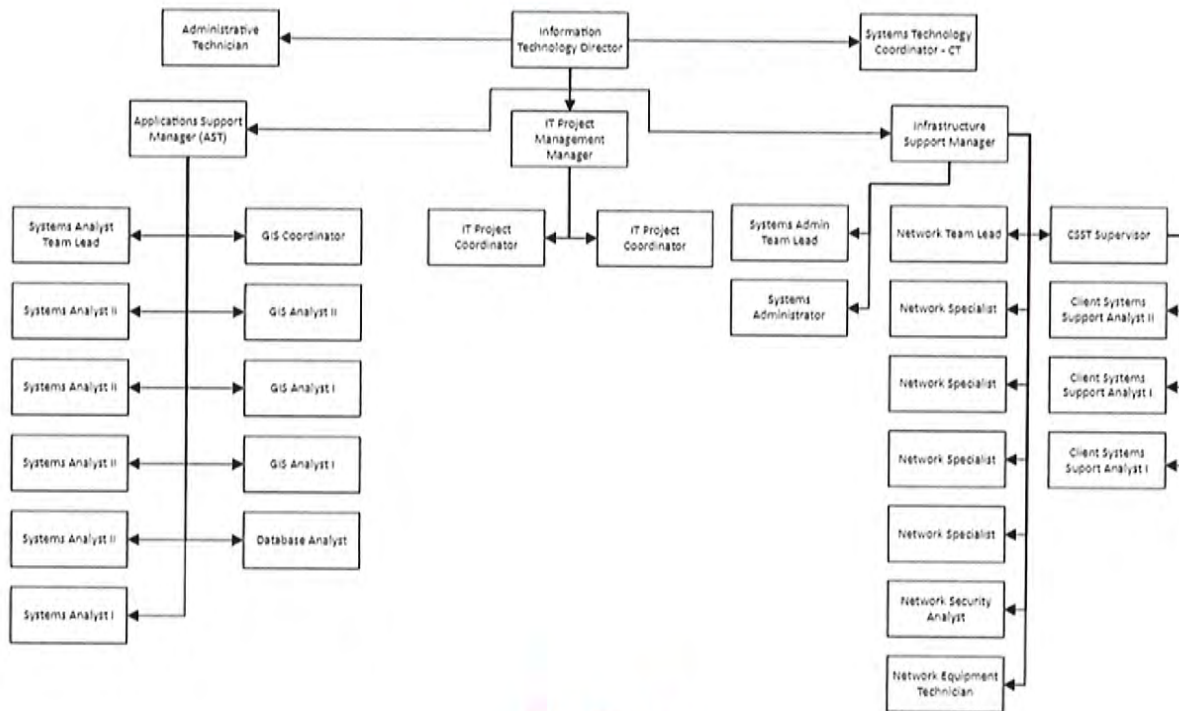 Administrative
Technician
Information
Technology Director
Systems Technology
Coordinator - CT
Applications Support
Manager (AST)
IT Project
Management
Manager
Infrastructure
Support Manager
Systems Analyst
Team Lead
GIS Coordinator
IT Project
Coordinator
IT Project
Coordinator
Systems Admin
Team Lead
Network Team Lead
CSST Supervisor
Systems Analyst II
GIS Analyst II
Systems
Administrator
Network Specialist
Client Systems
Support Analyst II
Systems Analyst II
GIS Analyst I
Network Specialist
Client Systems
Support Analyst I
Systems Analyst II
GIS Analyst I
Network Specialist
Client Systems
Suport Analyst I
Systems Analyst II
Database Analyst
Network Specialist
Systems Analyst I
Network Security
Analyst
Network Equipment
Technician